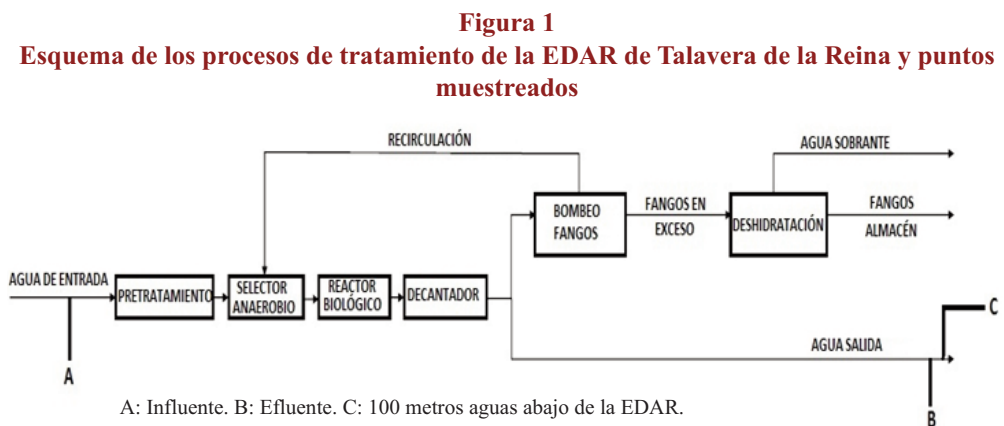 Figura 1
Esquema de los procesos de tratamiento de la EDAR de Talavera de la Reina y puntos
muestreados
RECIRCULACIÓN
AGUA SOBRANTE
BOMBEO
FANGOS
FANGOS EN
EXCESO
DESHIDRATACIÓN
FANGOS
ALMACÉN
AGUA DE ENTRADA
PRETRATAMIENTO
SELECTOR
ANAEROBIO
REACTOR
BIOLÓGICO
DECANTADOR
C
AGUA SALIDA
A
B
A: Influente. B: Efluente. C: 100 metros aguas abajo de la EDAR.